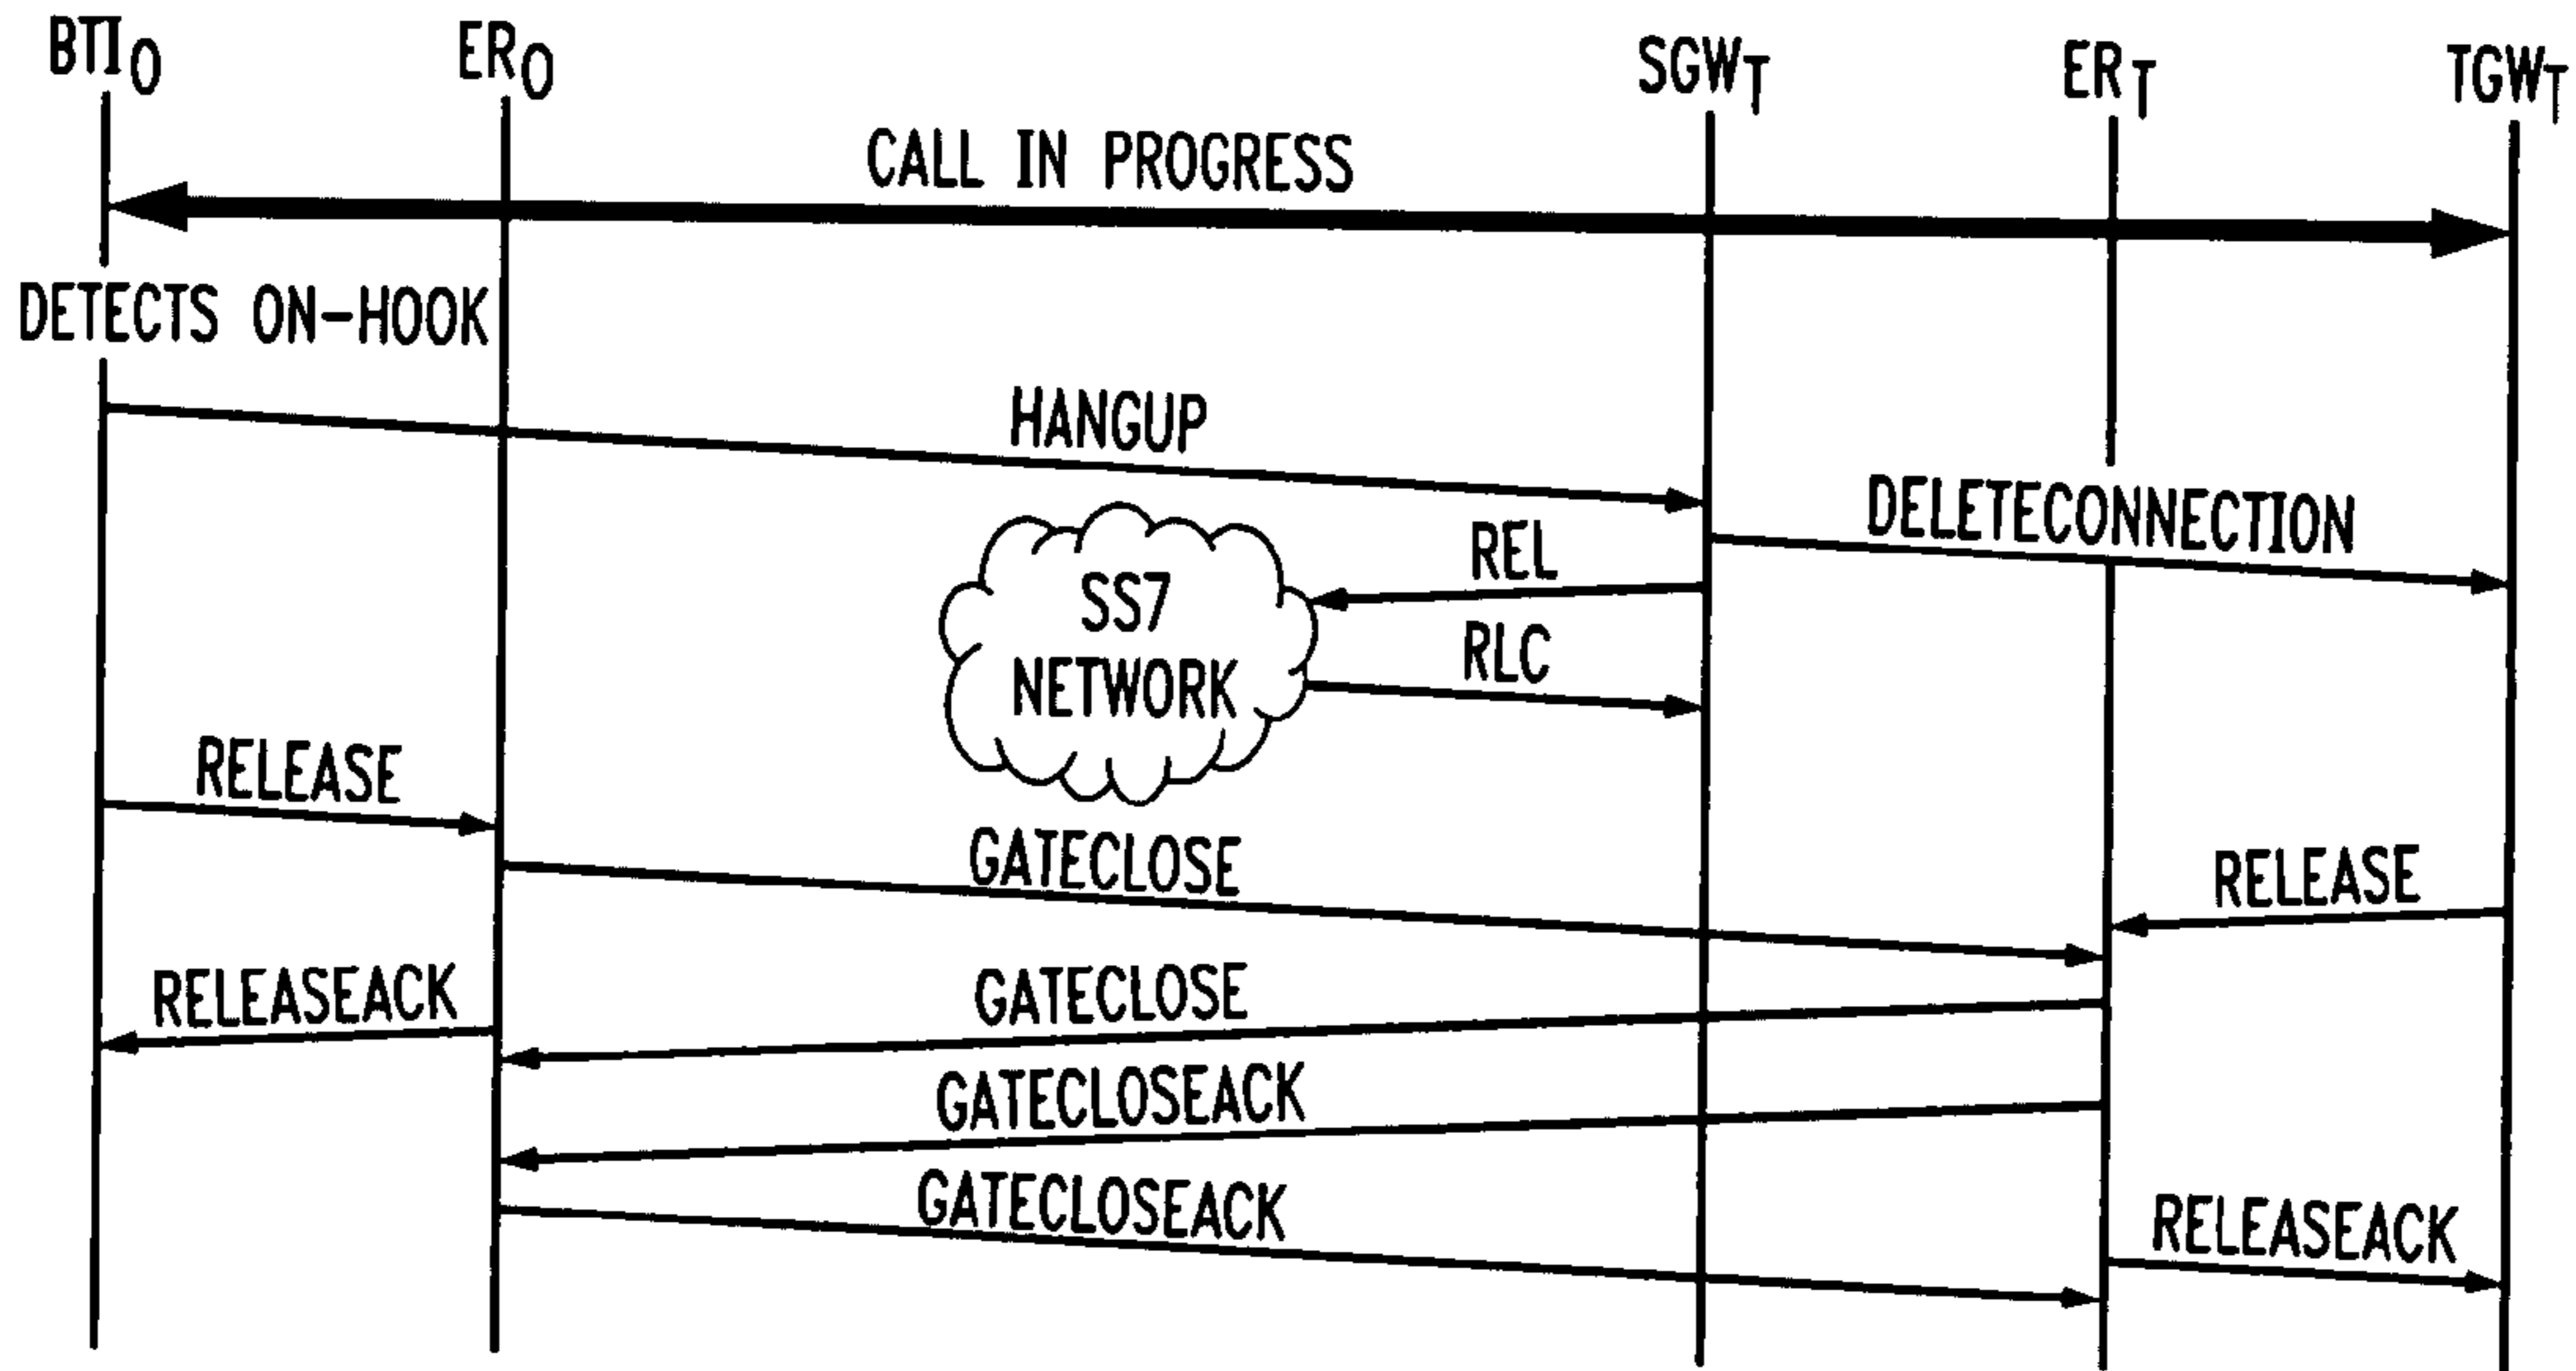 BTIO
ERO
SGWT
ERT
TGWT
CALL IN PROGRESS
DETECTS ON-HOOK
HANGUP
DELETECONNECTION
REL
SS7
NETWORK
RLC
RELEASE
GATECLOSE
RELEASE
RELEASEACK
GATECLOSE
GATECLOSEACK
GATECLOSEACK
RELEASEACK